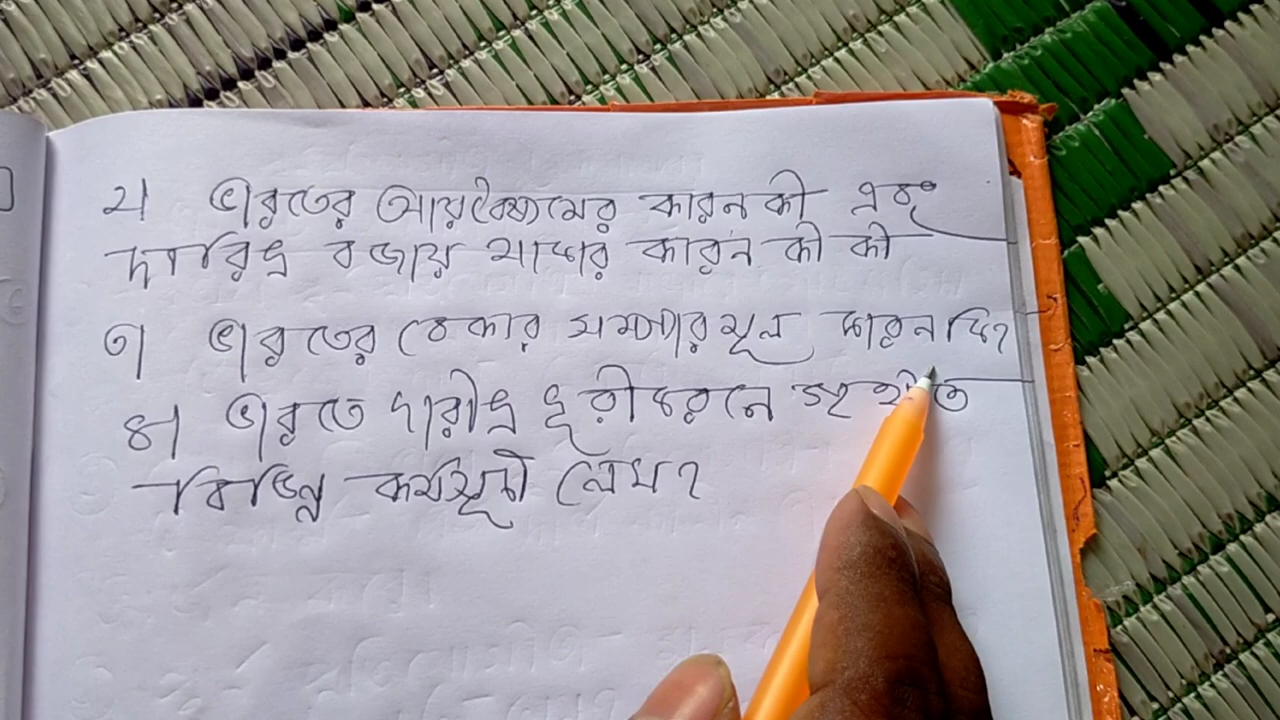 ২। ভারতের আয়বৈষম্যের কারন কী এবং
দারিদ্র বজায় থাকার কারন কী কী
৩। ভারতের বেকার সমস্যার মূল কারন কি?
৪। ভারতে দারীদ্র দূরীকরনে গৃহীত
বিভিন্ন কর্মসূচী লেখ?